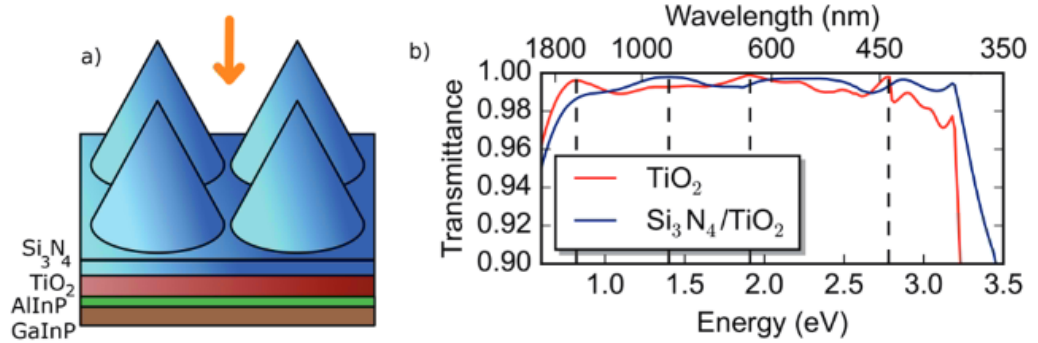 a)
Si₃N₄
TiO₂
AlInP
GaInP
b)
Wavelength (nm)
1800 1000 600 450 350
Transmittance
1.00
0.98
0.96
0.94
0.92
0.90
TiO₂
Si₃N₄/TiO₂
1.0 1.5 2.0 2.5 3.0 3.5
Energy (eV)